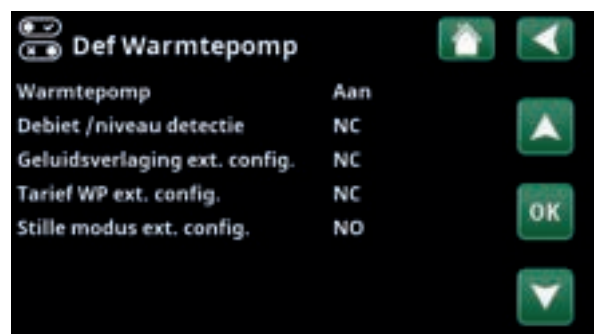 Def Warmtepomp
Warmtepomp Aan
Debiet /niveau detectie NC
Geluidsverlaging ext. config. NC
Tarief WP ext. config. NC
Stille modus ext. config. NO
OK